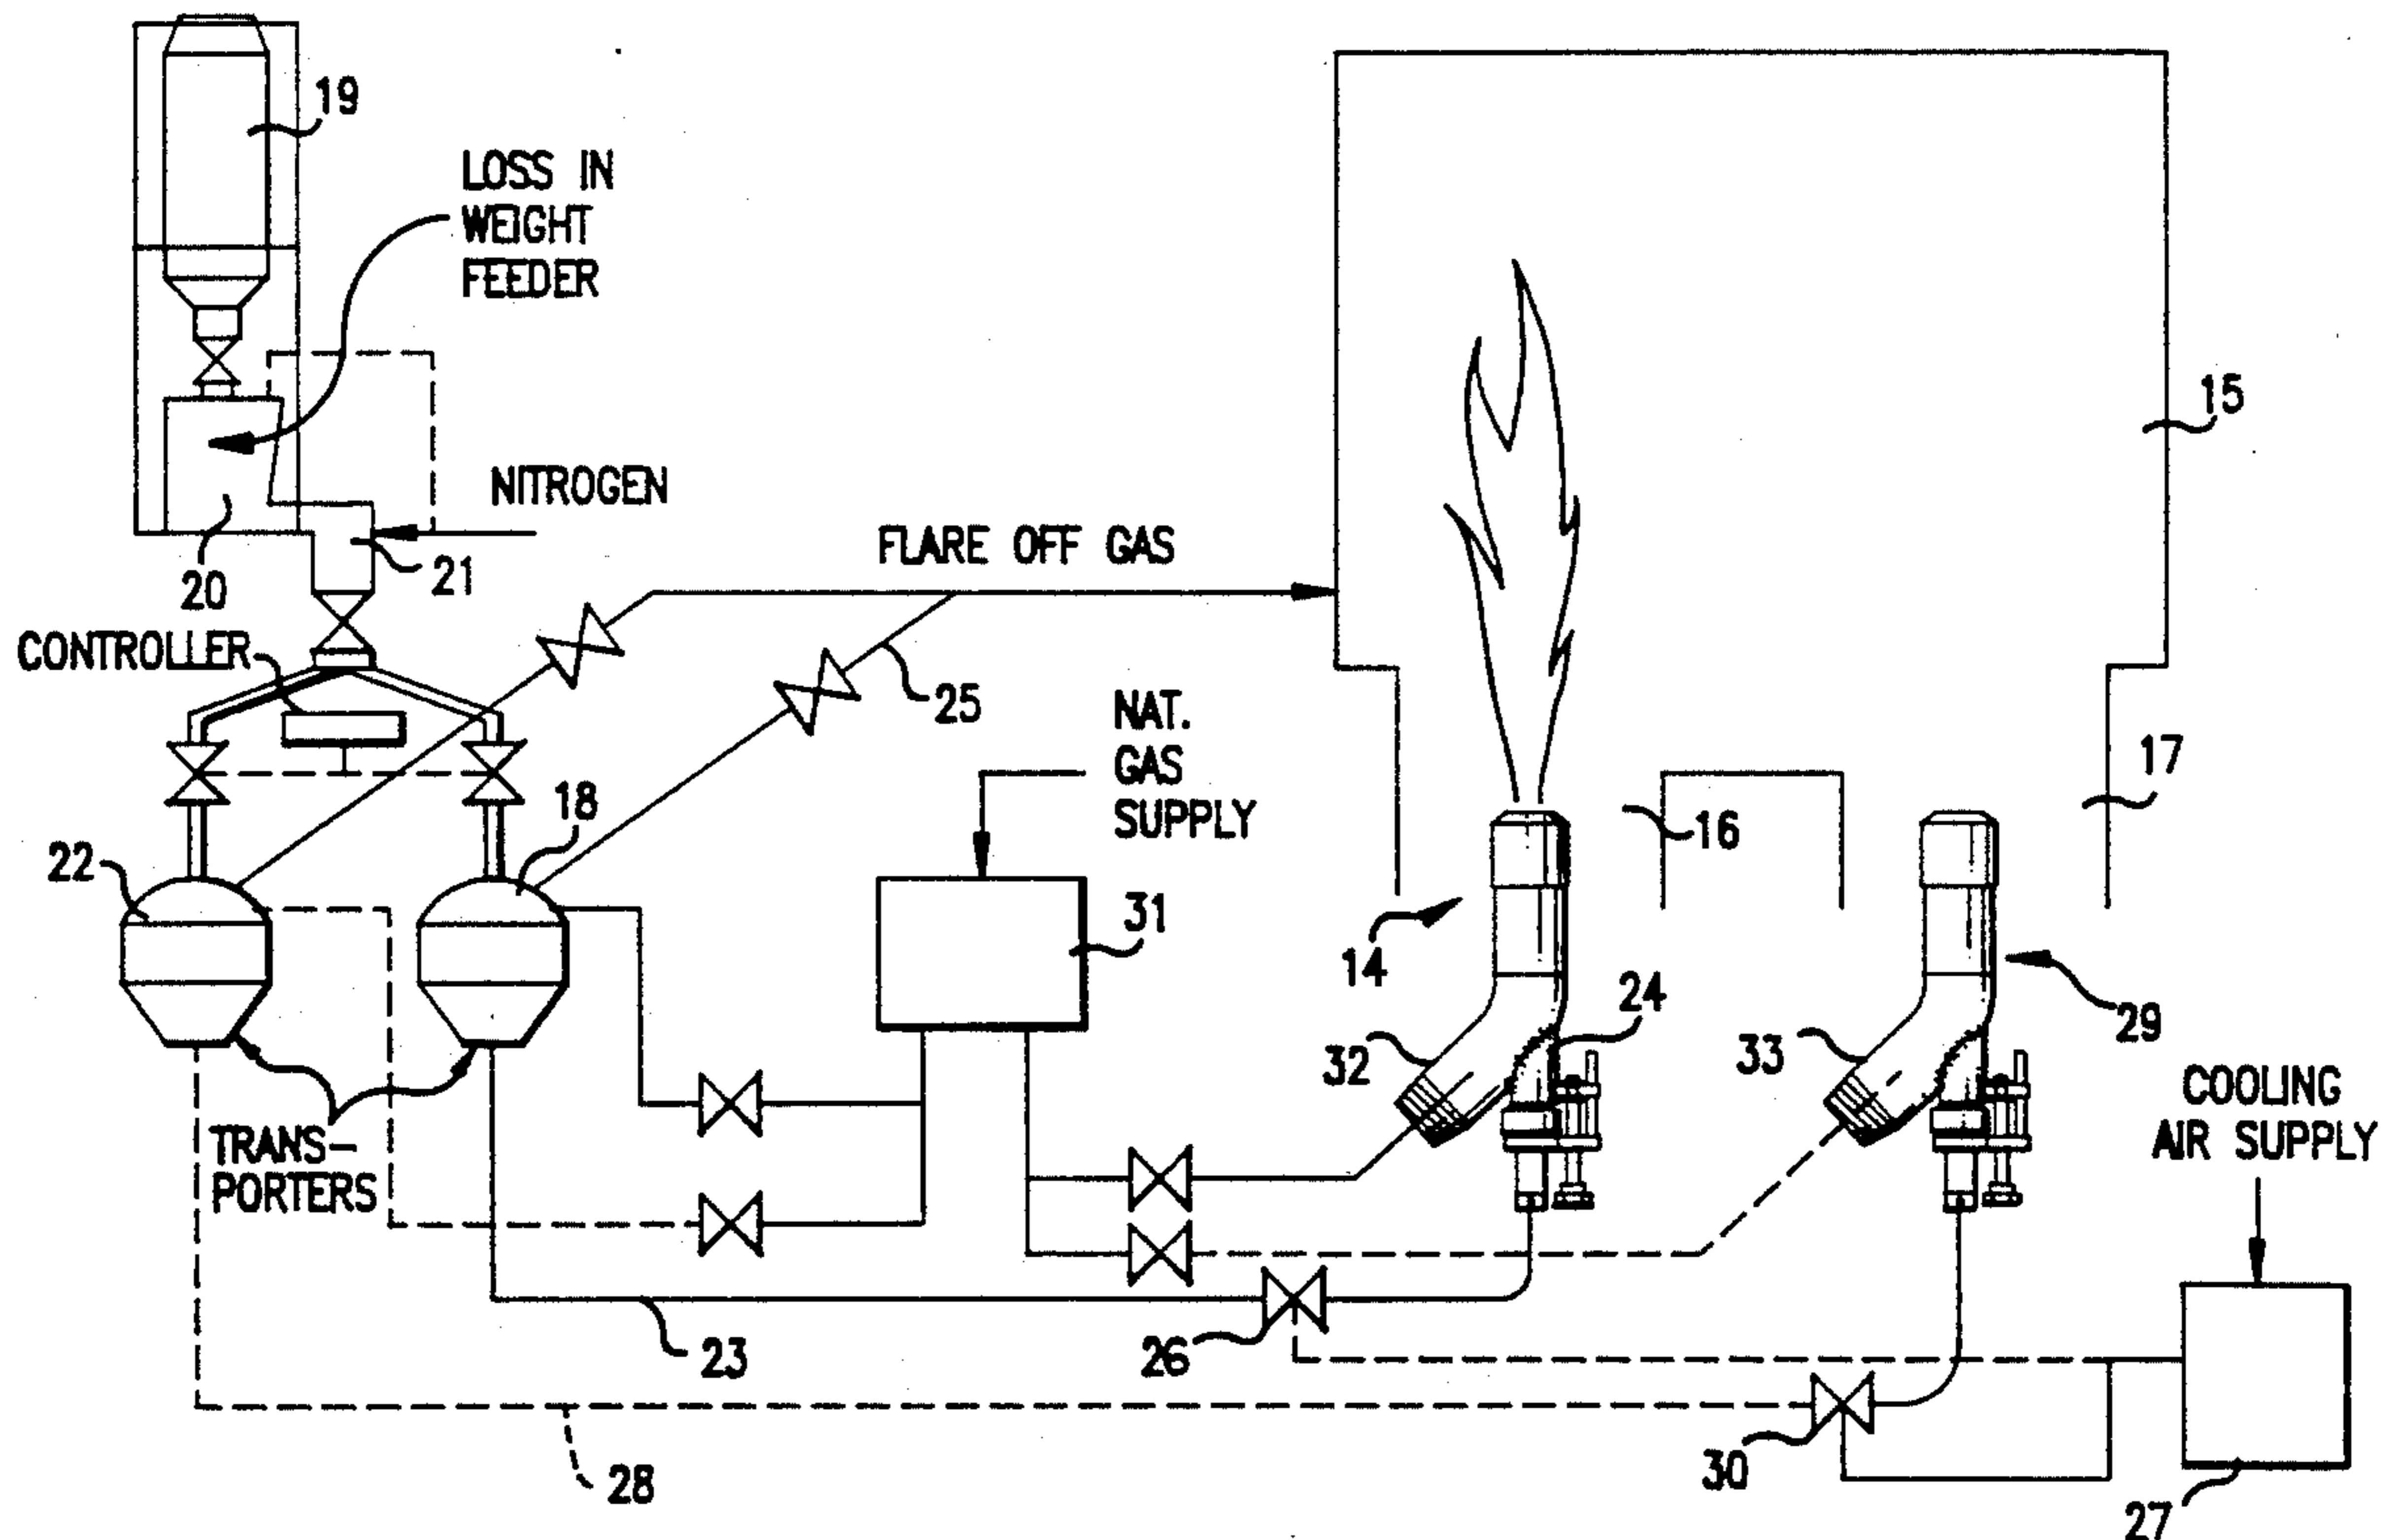 19
LOSS IN
WEIGHT
FEEDER
15
NITROGEN
20
21
FLARE OFF GAS
CONTROLLER
25
NAT.
GAS
SUPPLY
17
18
16
22
31
14
24
29
32
33
COOLING
AIR SUPPLY
TRANS-
PORTERS
23
26
30
28
27